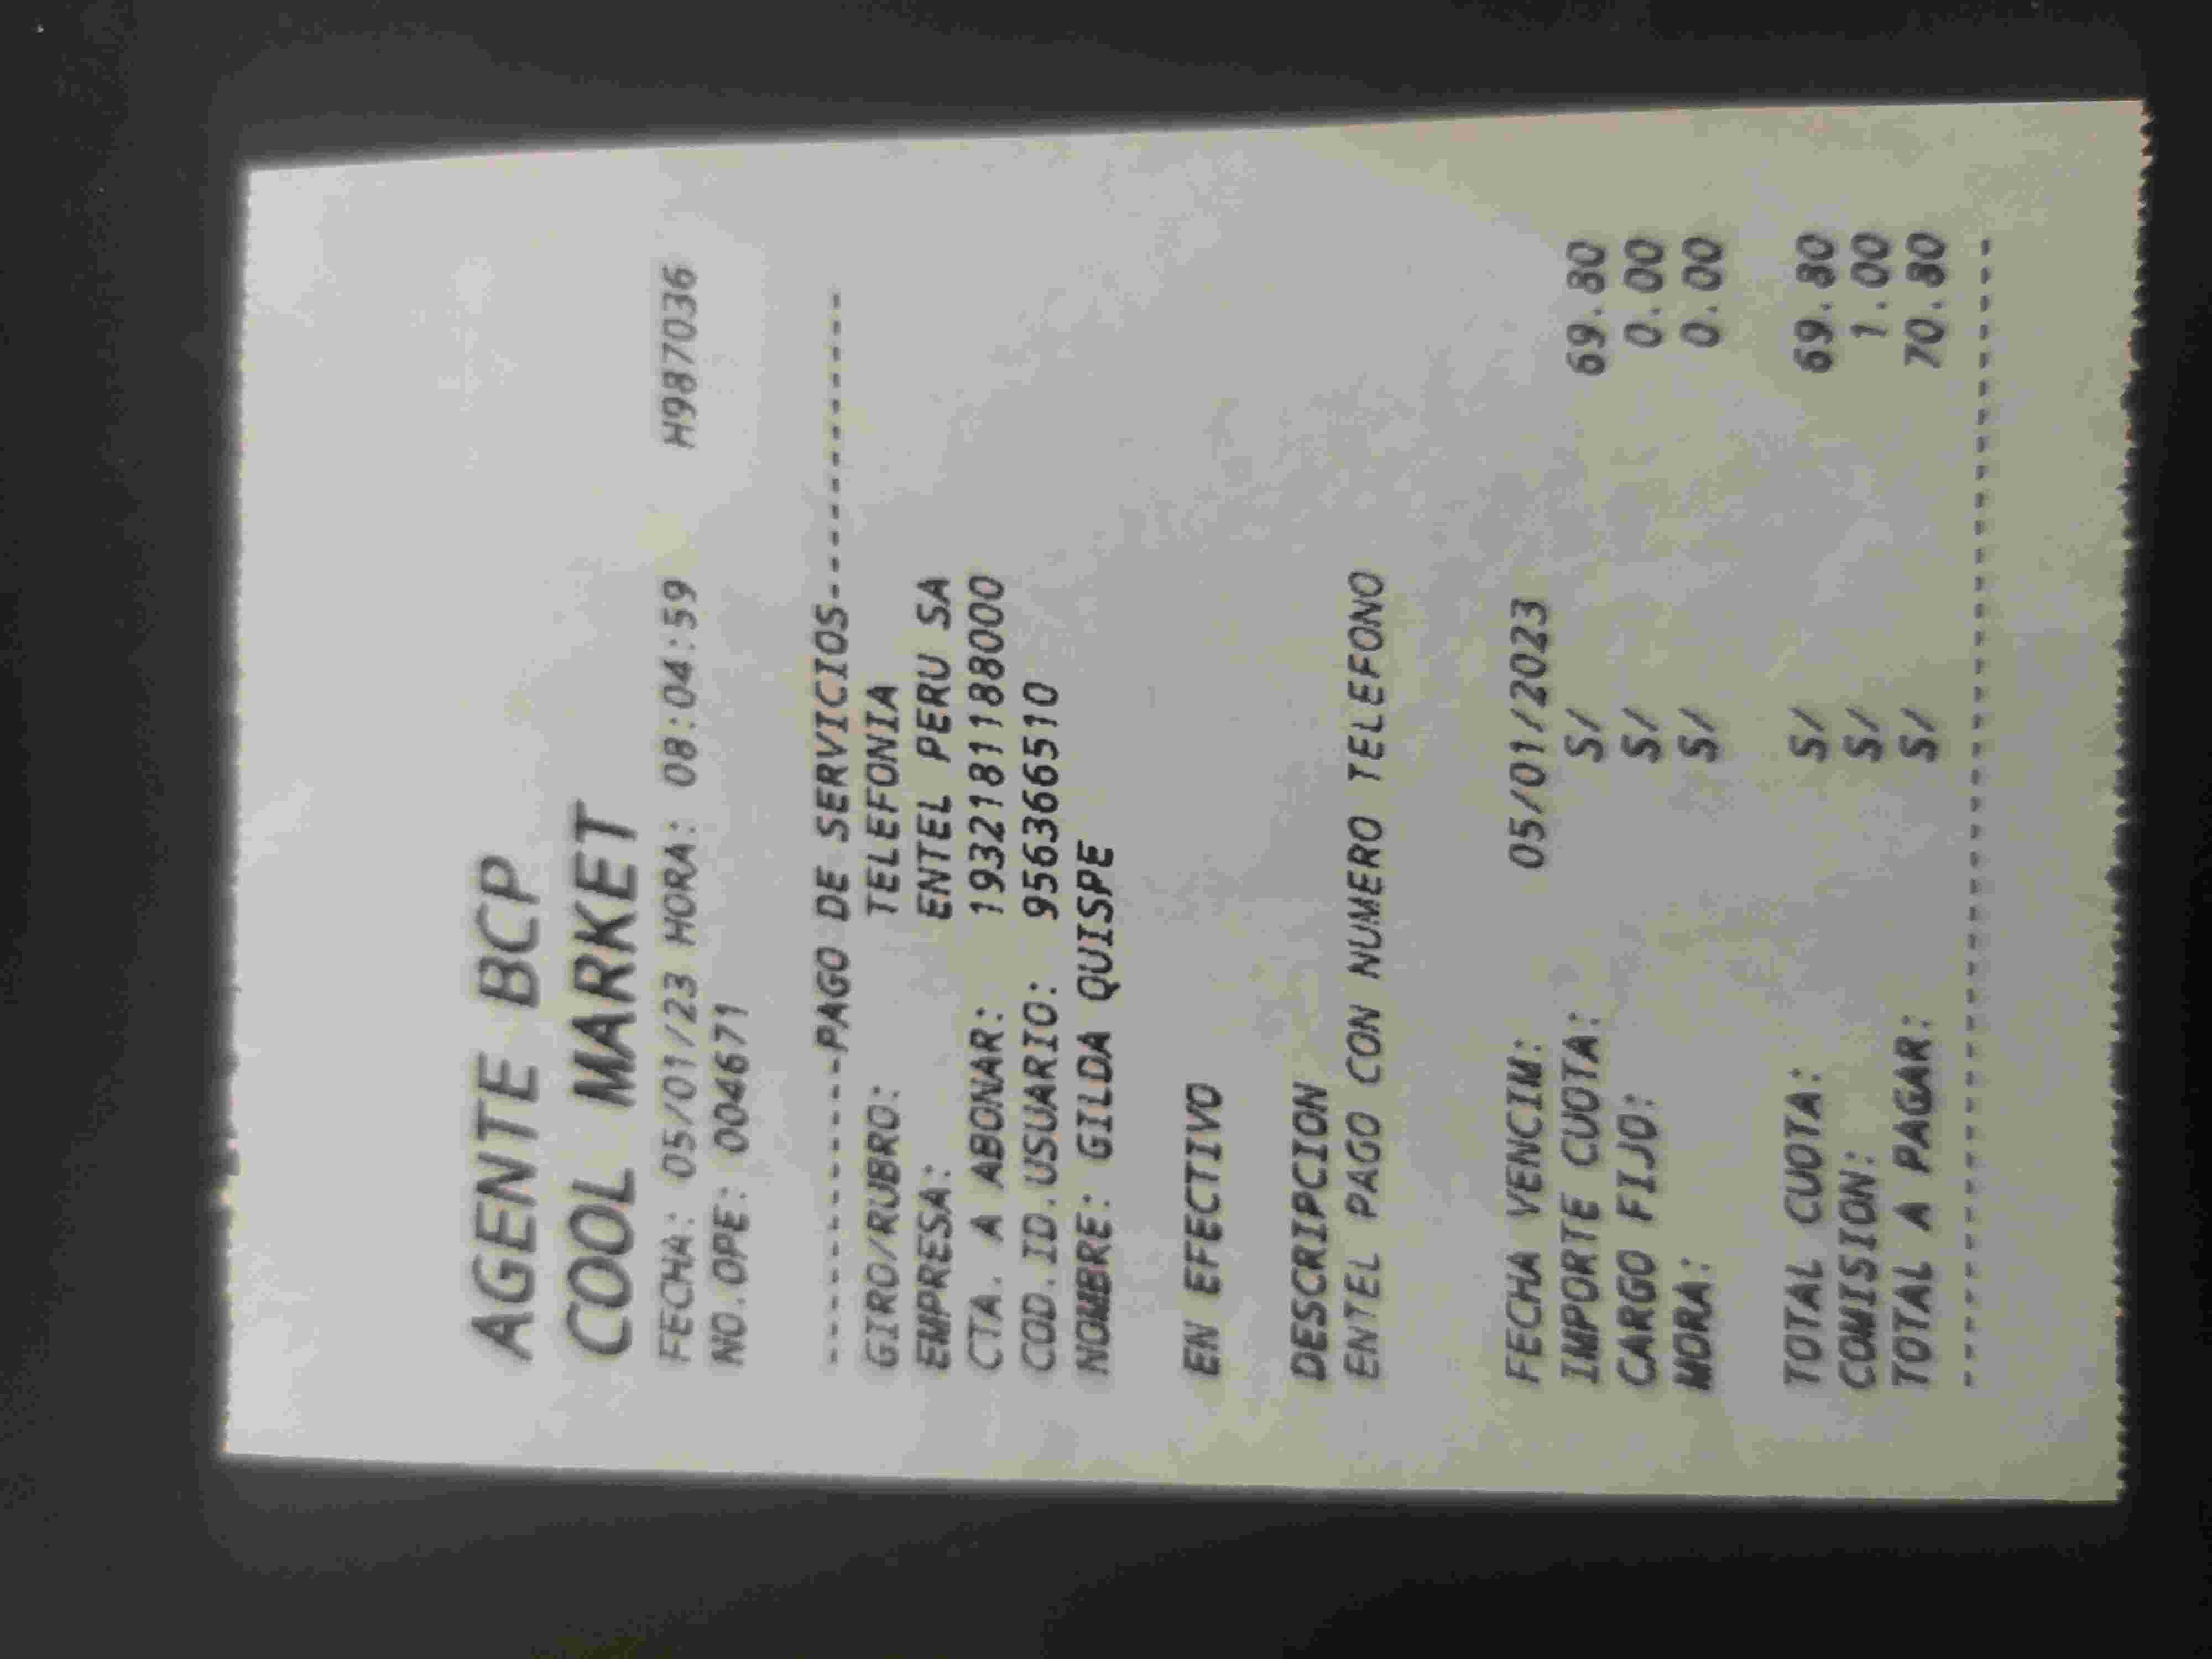 AGENTE BCP
COOL MARKET
FECHA: 05/01/23 HORA: 08:04:59 H987036
NO.OPE: 004671
------------PAGO DE SERVICIOS------------
GIRO/RUBRO: TELEFONIA
EMPRESA: ENTEL PERU SA
CTA. A ABONAR: 1932181188000
COD.ID.USUARIO: 956366510
NOMBRE: GILDA QUISPE
EN EFECTIVO
DESCRIPCION
ENTEL PAGO CON NUMERO TELEFONO
FECHA VENCIM: 05/01/2023
IMPORTE CUOTA: S/ 69.80
CARGO FIJO: S/ 0.00
MORA: S/ 0.00
TOTAL CUOTA: S/ 69.80
COMISION: S/ 1.00
TOTAL A PAGAR: S/ 70.80
------------------------------------------